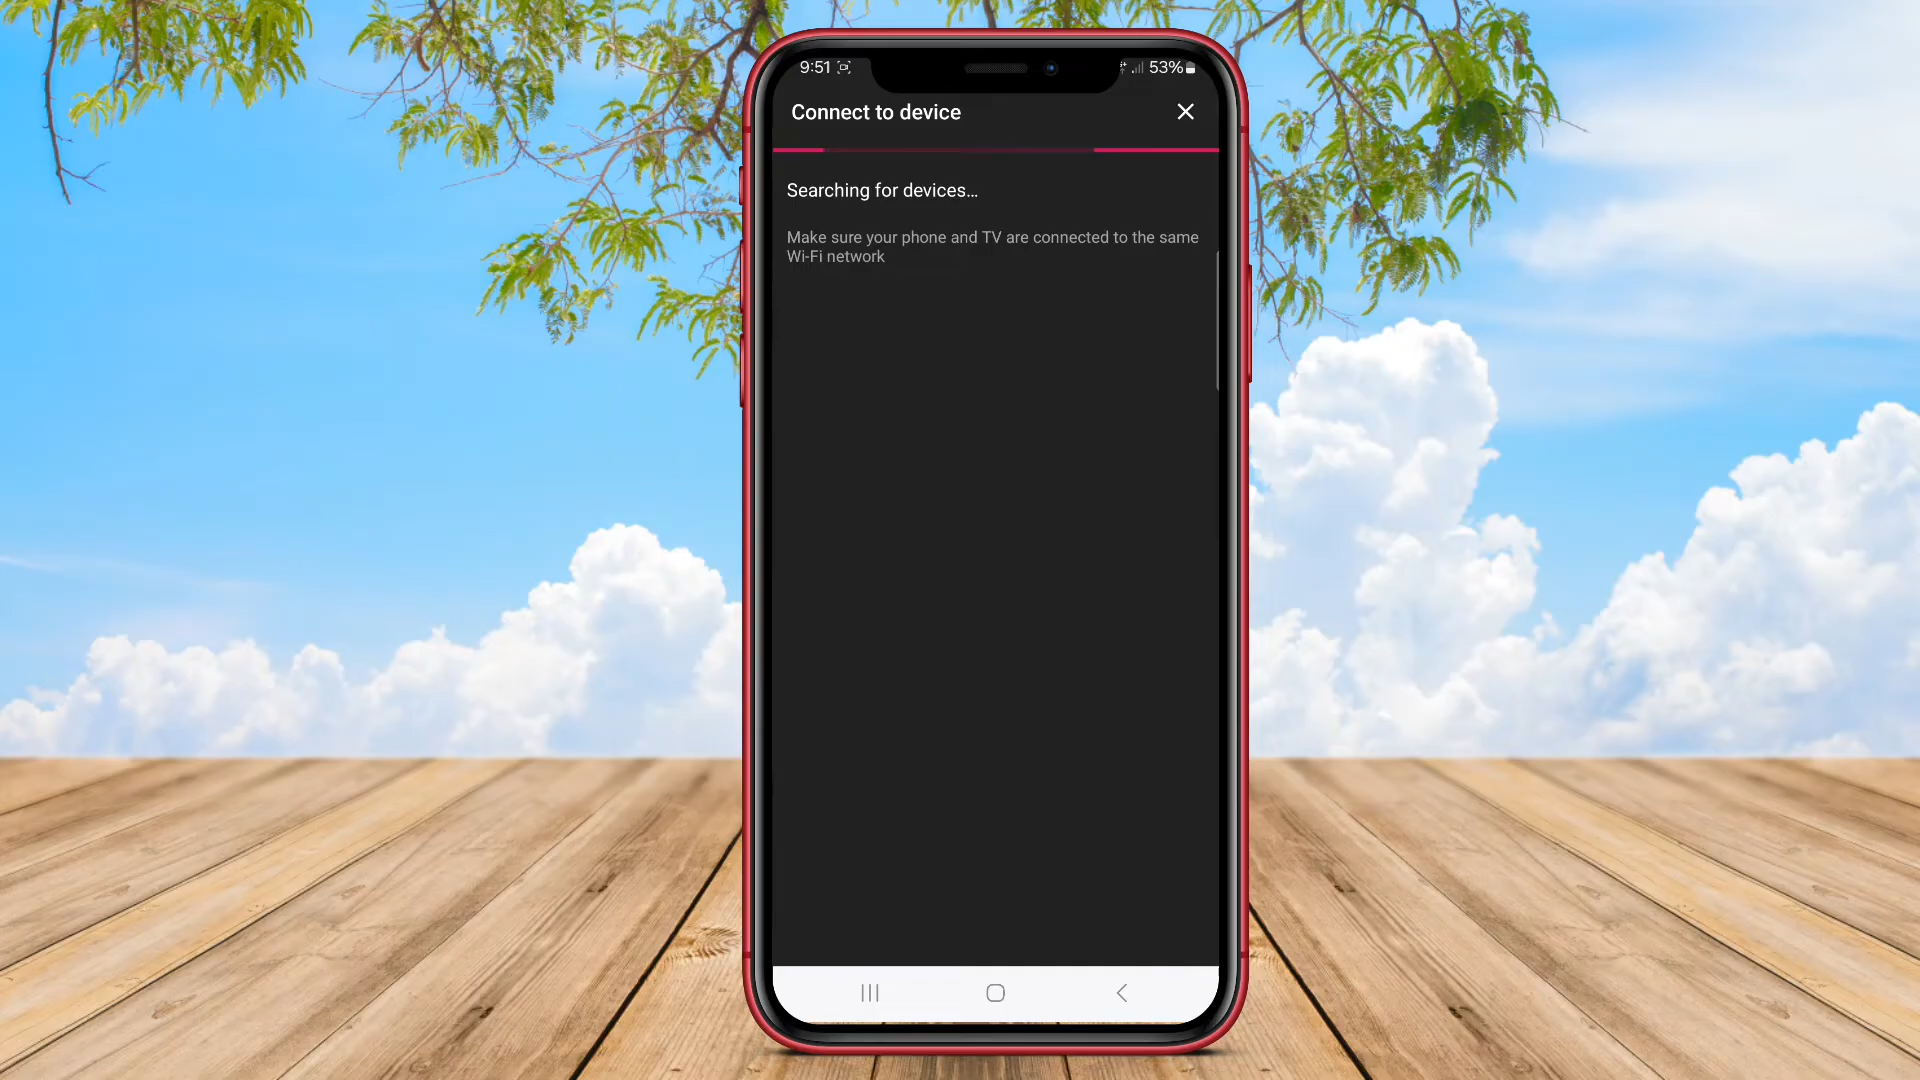 9:51 53%
Connect to device
Searching for devices...
Make sure your phone and TV are connected to the same
Wi-Fi network